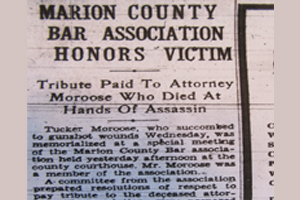 MARION COUNTY
BAR ASSOCIATION
HONORS VICTIM
Tribute Paid To Attorney
Moroose Who Died At
Hands Of Assassin
Tucker Moroose, who succombed
to gunshot wounds Wednesday, was
memorialized at a special meeting
of the Marion County Bar associa-
tion held yesterday afternoon at the
county courthouse. Mr. Moroose was
a member of the association.
A committee from the association
prepared resolutions of respect to
pay tribute to the deceased attor-